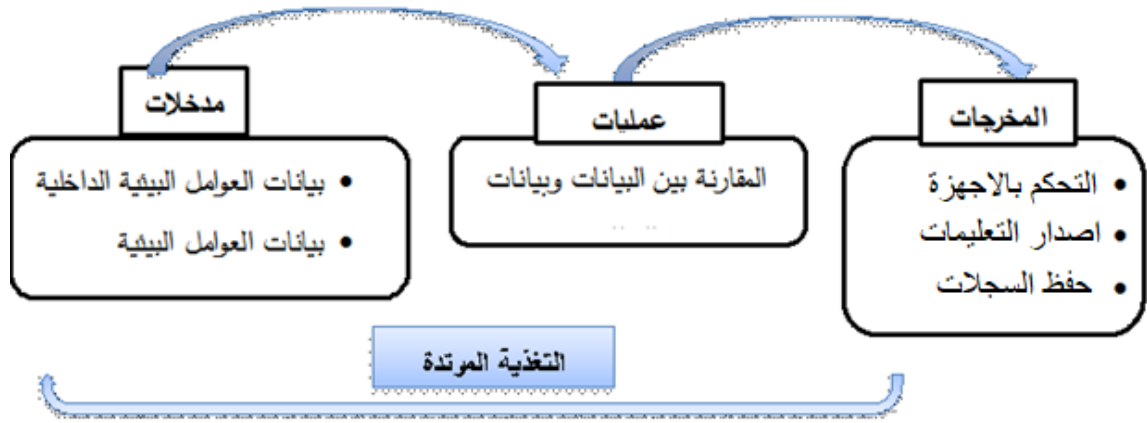 مدخلات
بيانات العوامل البيئية الداخلية
بيانات العوامل البيئية
عمليات
المقارنة بين البيانات وبيانات
المخرجات
التحكم بالاجهزة
اصدار التعليمات
حفظ السجلات
التغذية المرتدة